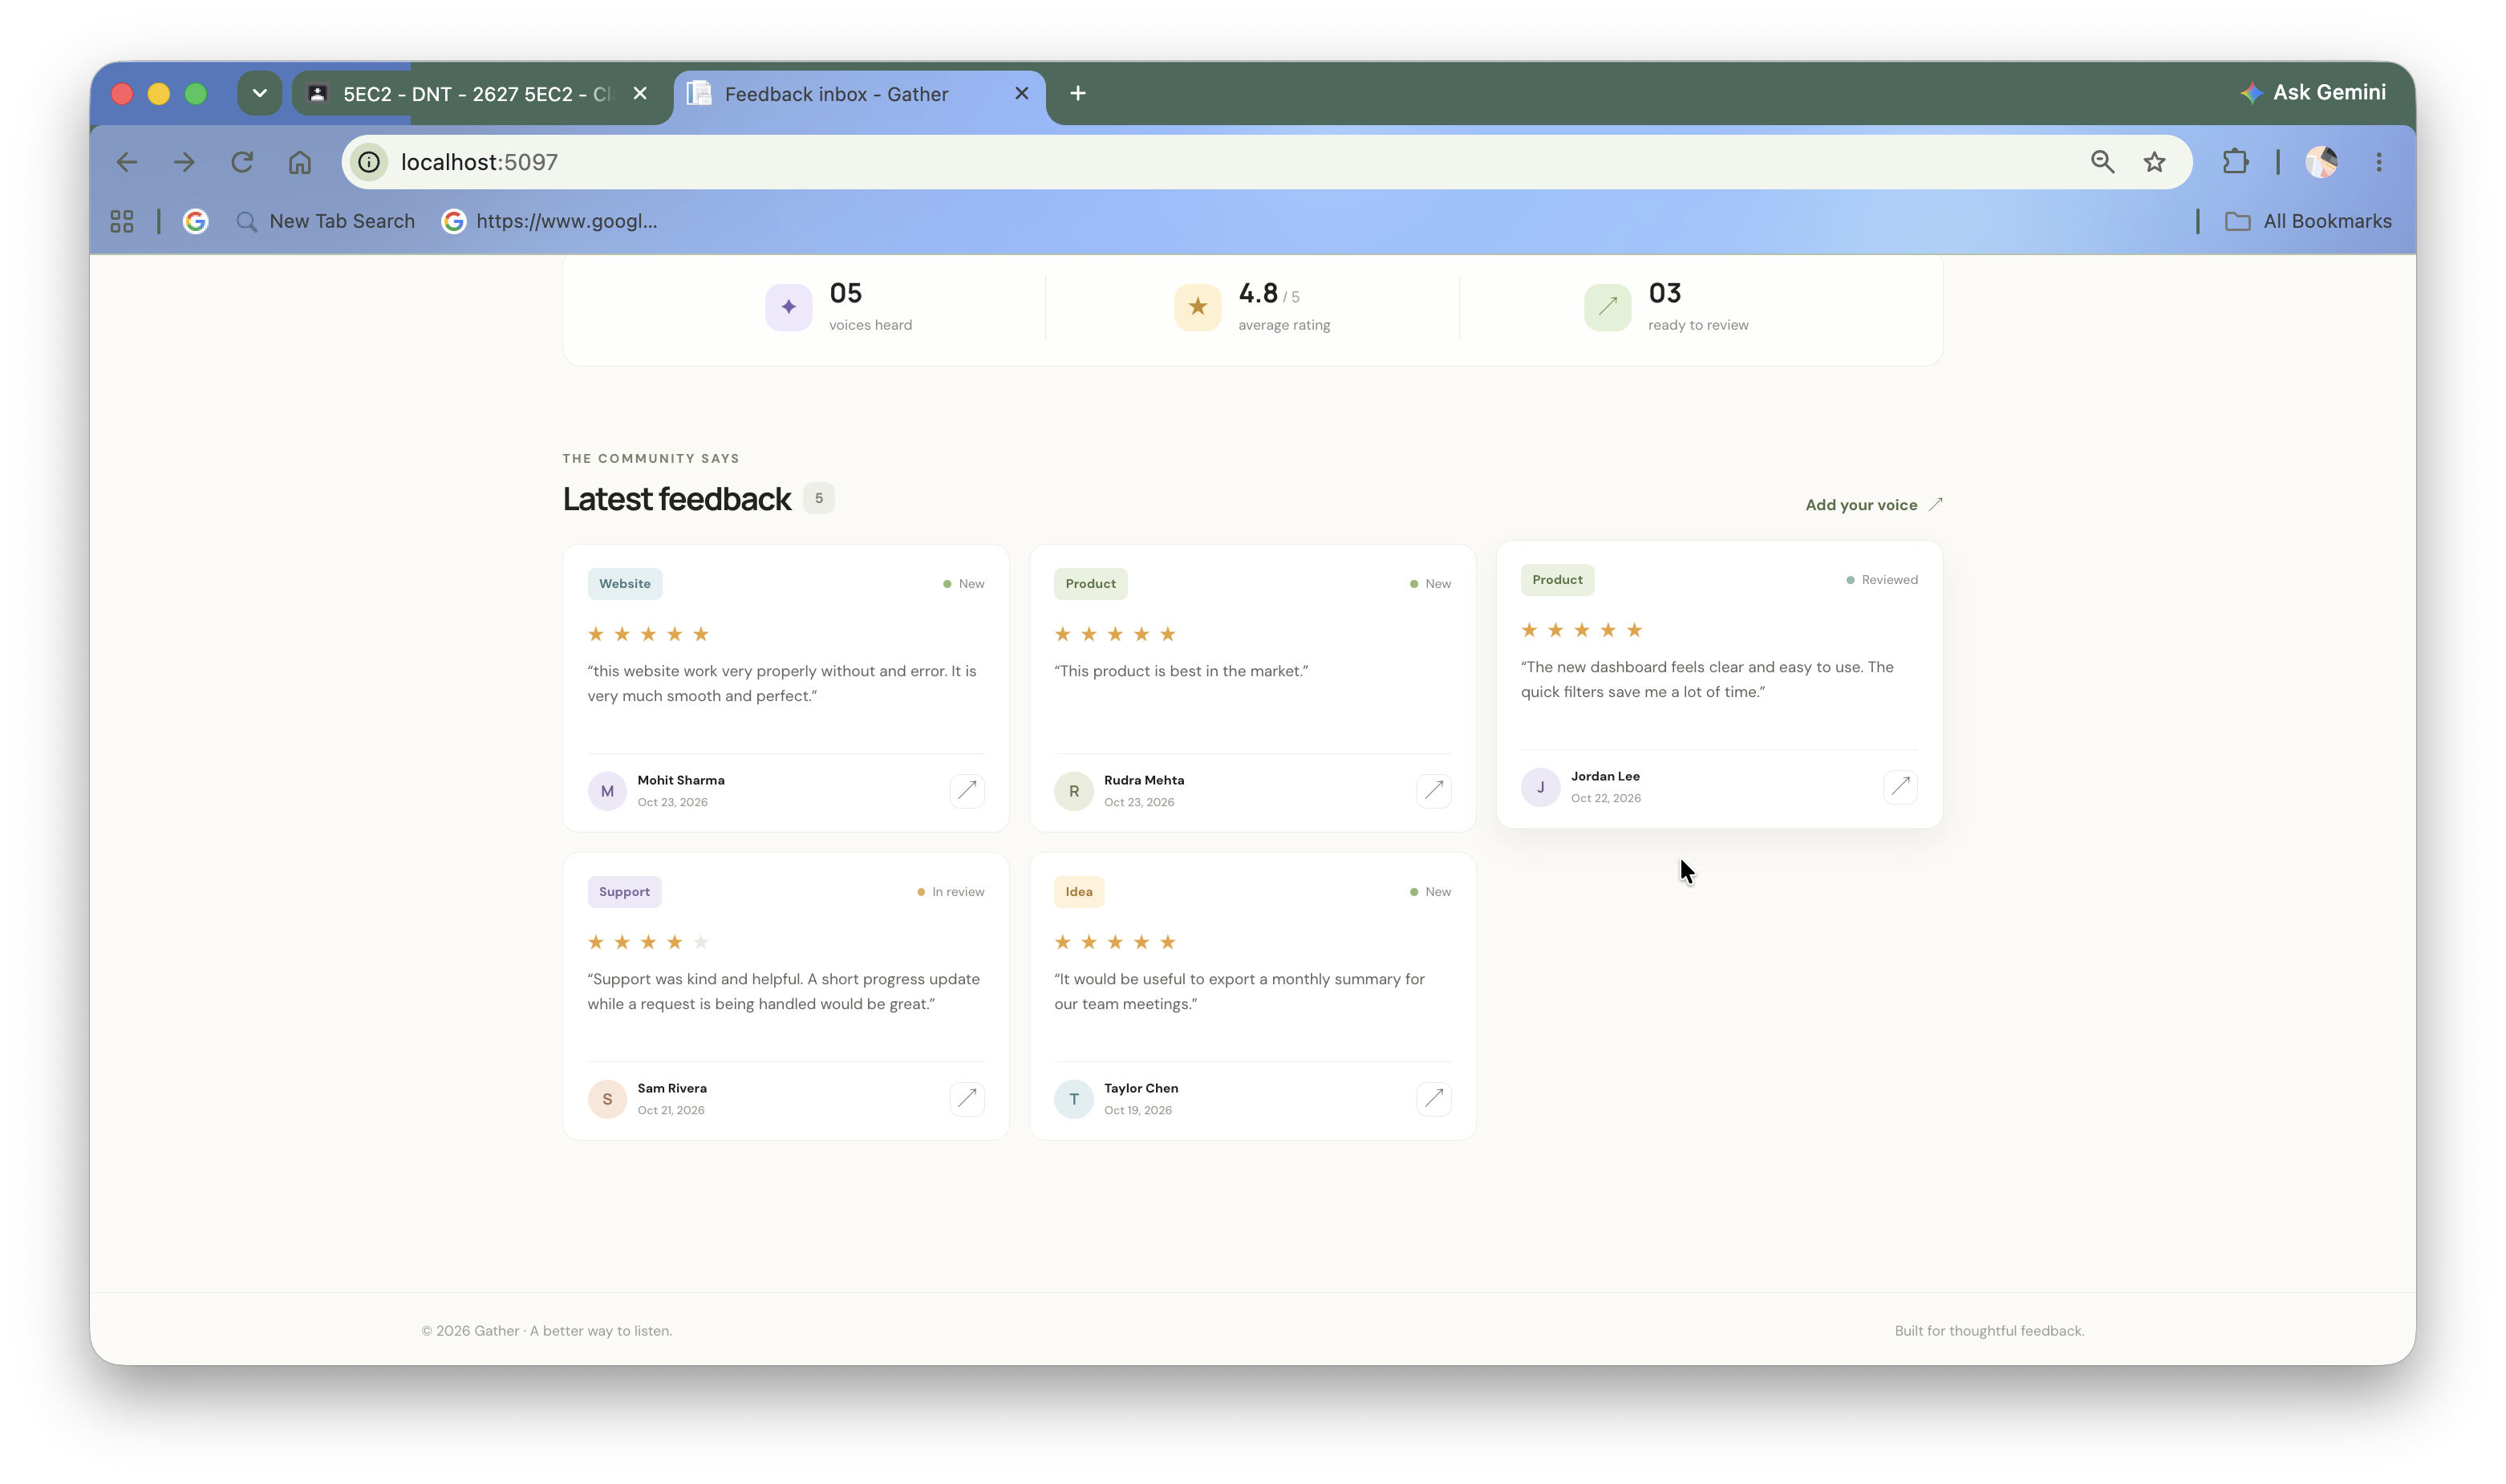 5EC2 - DNT - 2627 5EC2 - Cl
Feedback inbox - Gather
Ask Gemini
localhost:5097
New Tab Search
https://www.googl...
All Bookmarks
05
voices heard
4.8 / 5
average rating
03
ready to review
THE COMMUNITY SAYS
Latest feedback 5
Add your voice
Website
New
“this website work very properly without and error. It is
very much smooth and perfect.”
M
Mohit Sharma
Oct 23, 2026
Product
New
“This product is best in the market.”
R
Rudra Mehta
Oct 23, 2026
Product
Reviewed
“The new dashboard feels clear and easy to use. The
quick filters save me a lot of time.”
J
Jordan Lee
Oct 22, 2026
Support
In review
“Support was kind and helpful. A short progress update
while a request is being handled would be great.”
S
Sam Rivera
Oct 21, 2026
Idea
New
“It would be useful to export a monthly summary for
our team meetings.”
T
Taylor Chen
Oct 19, 2026
© 2026 Gather · A better way to listen.
Built for thoughtful feedback.